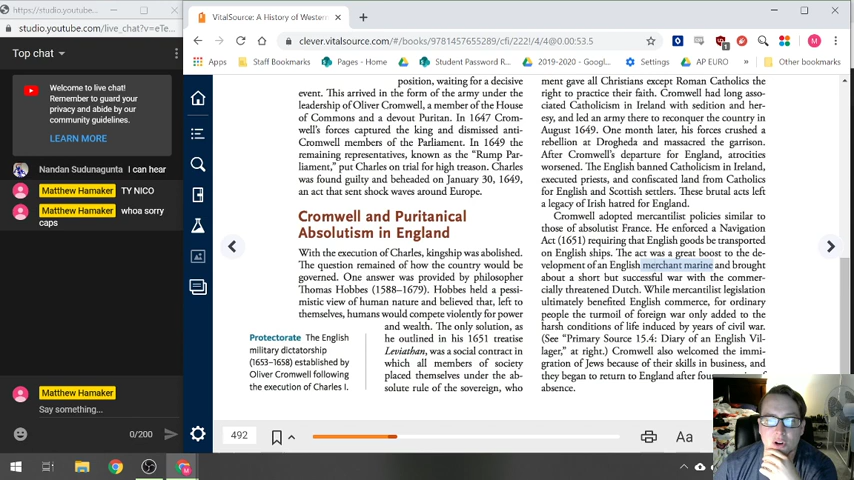 https://studio.youtube.com/live_chat?v=eTe...
studio.youtube.com/live_chat?v=e...
Top chat
Welcome to live chat!
Remember to guard your
privacy and abide by our
community guidelines.
LEARN MORE
Nandan Sudunagunta I can hear
Matthew Hamaker TY NICO
Matthew Hamaker whoa sorry
caps
Matthew Hamaker
Say something...
0/200
VitalSource: A History of Western
clever.vitalsource.com/#/books/9781457655289/cfi/222!/4/4@0:00:53.5
Apps
Staff Bookmarks
Pages - Home
Student Password R...
2019-2020 - Googl...
Settings
AP EURO
»
Other bookmarks
position, waiting for a decisive
event. This arrived in the form of the army under the
leadership of Oliver Cromwell, a member of the House
of Commons and a devout Puritan. In 1647 Crom-
well's forces captured the king and dismissed anti-
Cromwell members of the Parliament. In 1649 the
remaining representatives, known as the "Rump Par-
liament," put Charles on trial for high treason. Charles
was found guilty and beheaded on January 30, 1649,
an act that sent shock waves around Europe.
Cromwell and Puritanical
Absolutism in England
With the execution of Charles, kingship was abolished.
The question remained of how the country would be
governed. One answer was provided by philosopher
Thomas Hobbes (1588–1679). Hobbes held a pessi-
mistic view of human nature and believed that, left to
themselves, humans would compete violently for power
and wealth. The only solution, as
he outlined in his 1651 treatise
Leviathan, was a social contract in
which all members of society
placed themselves under the ab-
solute rule of the sovereign, who
Protectorate The English
military dictatorship
(1653–1658) established by
Oliver Cromwell following
the execution of Charles I.
ment gave all Christians except Roman Catholics the
right to practice their faith. Cromwell had long asso-
ciated Catholicism in Ireland with sedition and her-
esy, and led an army there to reconquer the country in
August 1649. One month later, his forces crushed a
rebellion at Drogheda and massacred the garrison.
After Cromwell's departure for England, atrocities
worsened. The English banned Catholicism in Ireland,
executed priests, and confiscated land from Catholics
for English and Scottish settlers. These brutal acts left
a legacy of Irish hatred for England.
Cromwell adopted mercantilist policies similar to
those of absolutist France. He enforced a Navigation
Act (1651) requiring that English goods be transported
on English ships. The act was a great boost to the de-
velopment of an English merchant marine and brought
about a short but successful war with the commer-
cially threatened Dutch. While mercantilist legislation
ultimately benefited English commerce, for ordinary
people the turmoil of foreign war only added to the
harsh conditions of life induced by years of civil war.
(See "Primary Source 15.4: Diary of an English Vil-
lager," at right.) Cromwell also welcomed the immi-
gration of Jews because of their skills in business, and
they began to return to England after four
absence.
492
Aa